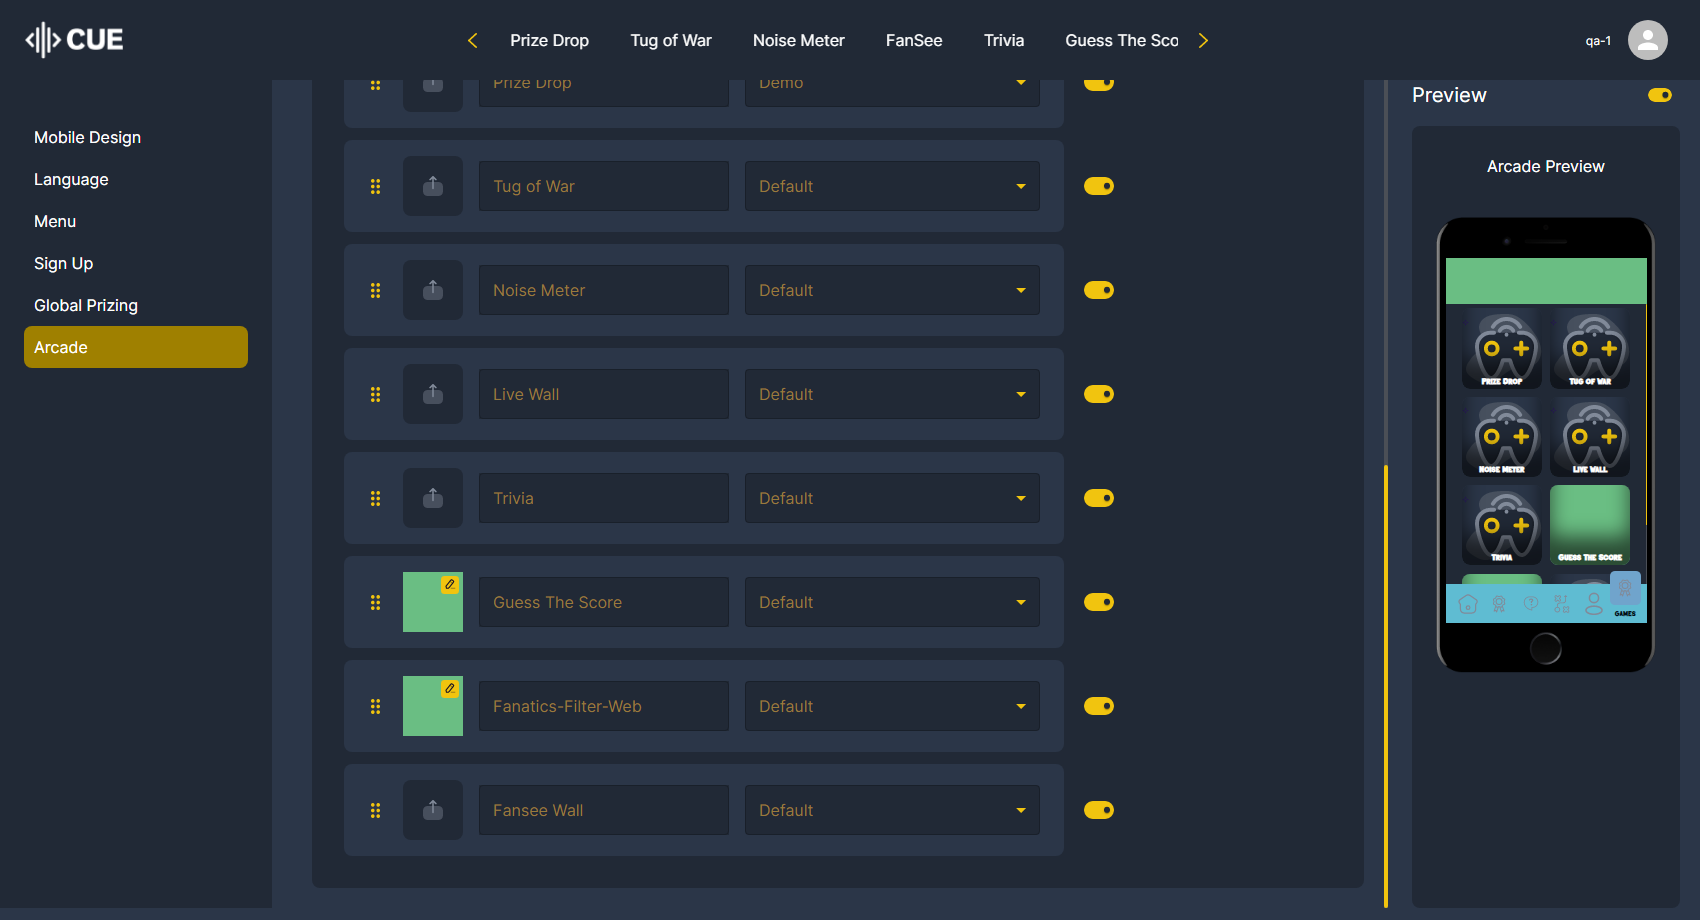 CUE
Prize Drop
Tug of War
Noise Meter
FanSee
Trivia
Guess The Sco
qa-1
Mobile Design
Language
Menu
Sign Up
Global Prizing
Arcade
Prize Drop
Demo
Tug of War
Default
Noise Meter
Default
Live Wall
Default
Trivia
Default
Guess The Score
Default
Fanatics-Filter-Web
Default
Fansee Wall
Default
Preview
Arcade Preview
Prize Drop
Tug of War
Noise Meter
Live Wall
Trivia
Guess The Score
GAMES